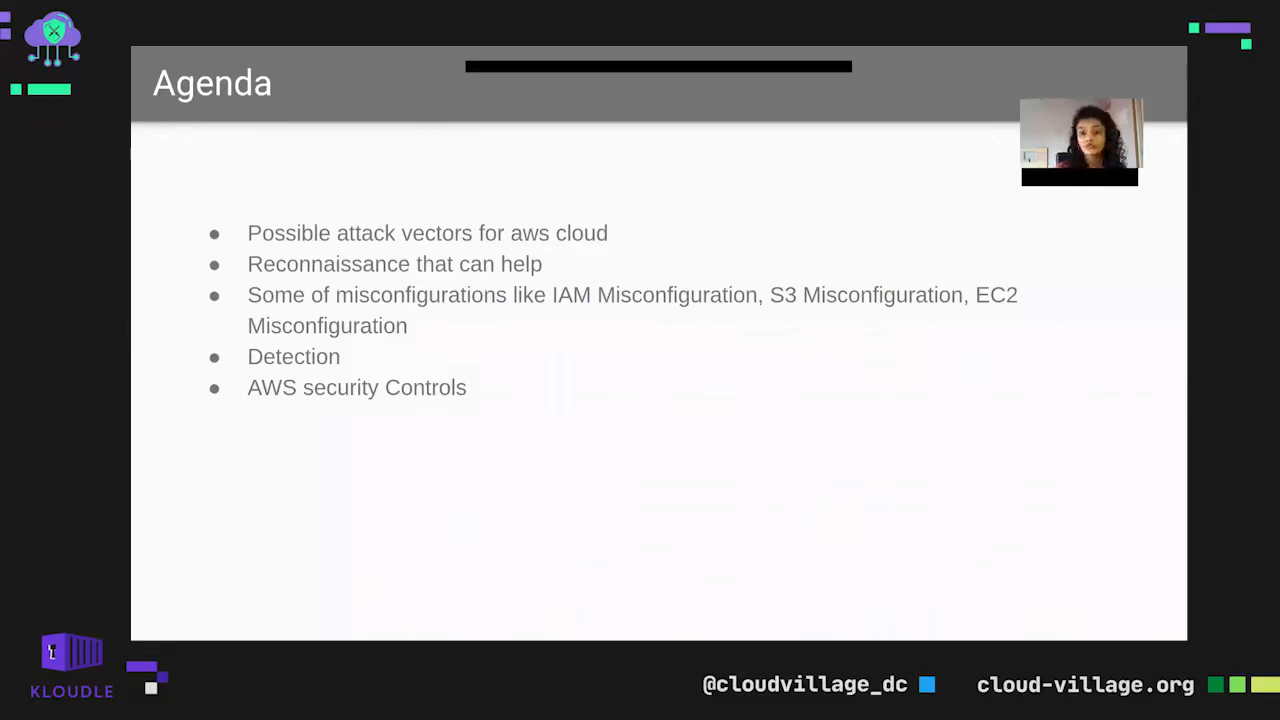 Agenda
● Possible attack vectors for aws cloud
● Reconnaissance that can help
● Some of misconfigurations like IAM Misconfiguration, S3 Misconfiguration, EC2
Misconfiguration
● Detection
● AWS security Controls
KLOUDLE
@cloudvillage_dc
cloud-village.org